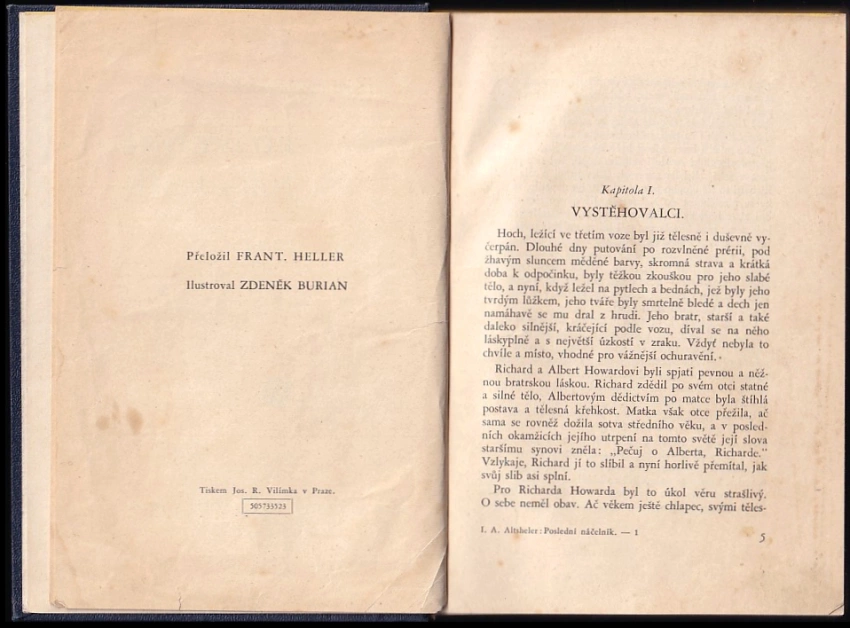 Přeložil FRANT. HELLER
Ilustroval ZDENĚK BURIAN
Tiskem Jos. R. Vilímka v Praze.
505733523
Kapitola I.
VYSTĚHOVALCI.
Hoch, ležící ve třetím voze byl již tělesně i duševné vy-
čerpán. Dlouhé dny putování po rozvlněné prérii, pod
žhavým sluncem měděné barvy, skromná strava a krátká
doba k odpočinku, byly těžkou zkouškou pro jeho slabé
tělo, a nyní, když ležel na pytlech a bednách, jež byly jeho
tvrdým lůžkem, jeho tváře byly smrtelně bledé a dech jen
namáhavě se mu dral z hrudi. Jeho bratr, starší a také
daleko silnější, kráčející podle vozu, díval se na něho
láskyplně a s největší úzkostí v zraku. Vždyť nebyla to
chvíle a místo, vhodné pro vážnější ochuravění.
Richard a Albert Howardovi byli spjati pevnou a něž-
nou bratrskou láskou. Richard zdědil po svém otci statné
a silné tělo, Albertovým dědictvím po matce byla štíhlá
postava a tělesná křehkost. Matka však otce přežila, ač
sama se rovněž dožila sotva středního věku, a v posled-
ních okamžicích jejího utrpení na tomto světě její slova
staršímu synovi zněla: „Pečuj o Alberta, Richarde."
Vzlykaje, Richard jí to slíbil a nyní horlivě přemítal, jak
svůj slib asi splní.
Pro Richarda Howarda byl to úkol věru strašlivý.
O sebe neměl obav. Ač věkem ještě chlapec, svými těles-
I. A. Altsheler: Poslední náčelník. — 1
5